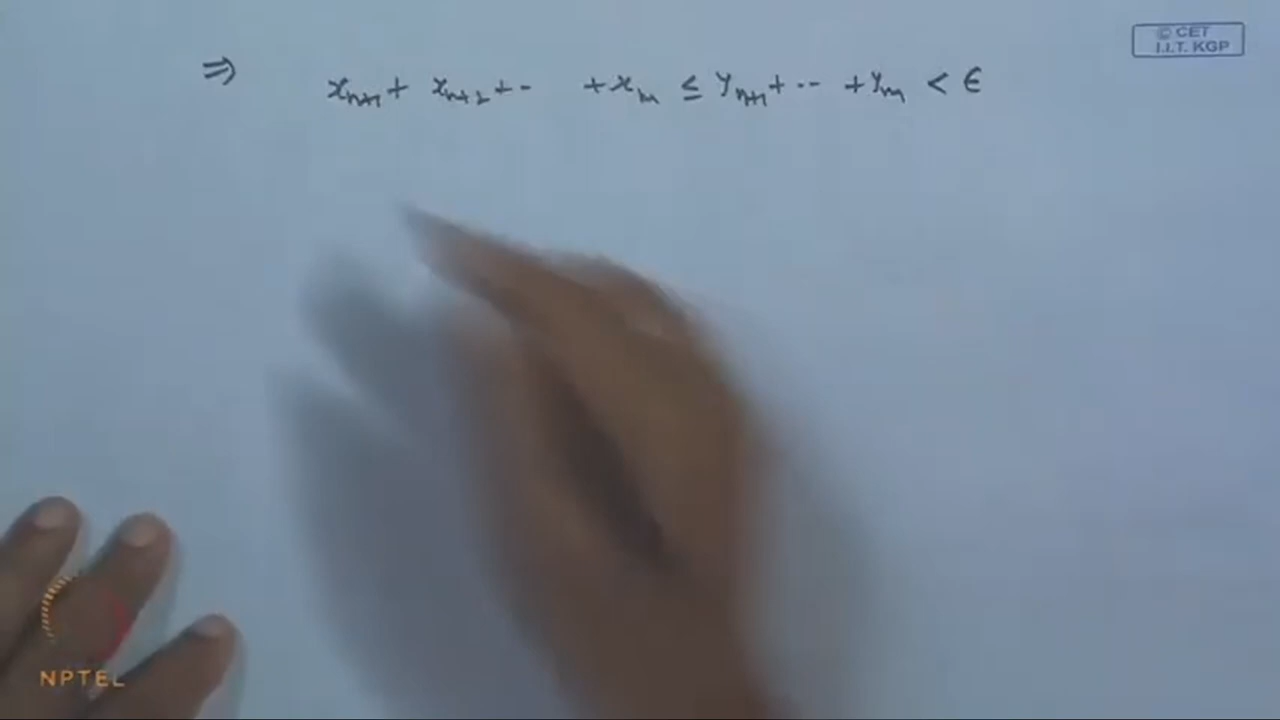 © CET
I.I.T. KGP
⇒ x_{n+1} + x_{n+2} + ·· + x_m ≤ y_{n+1} + ·· + y_m < ε
NPTEL